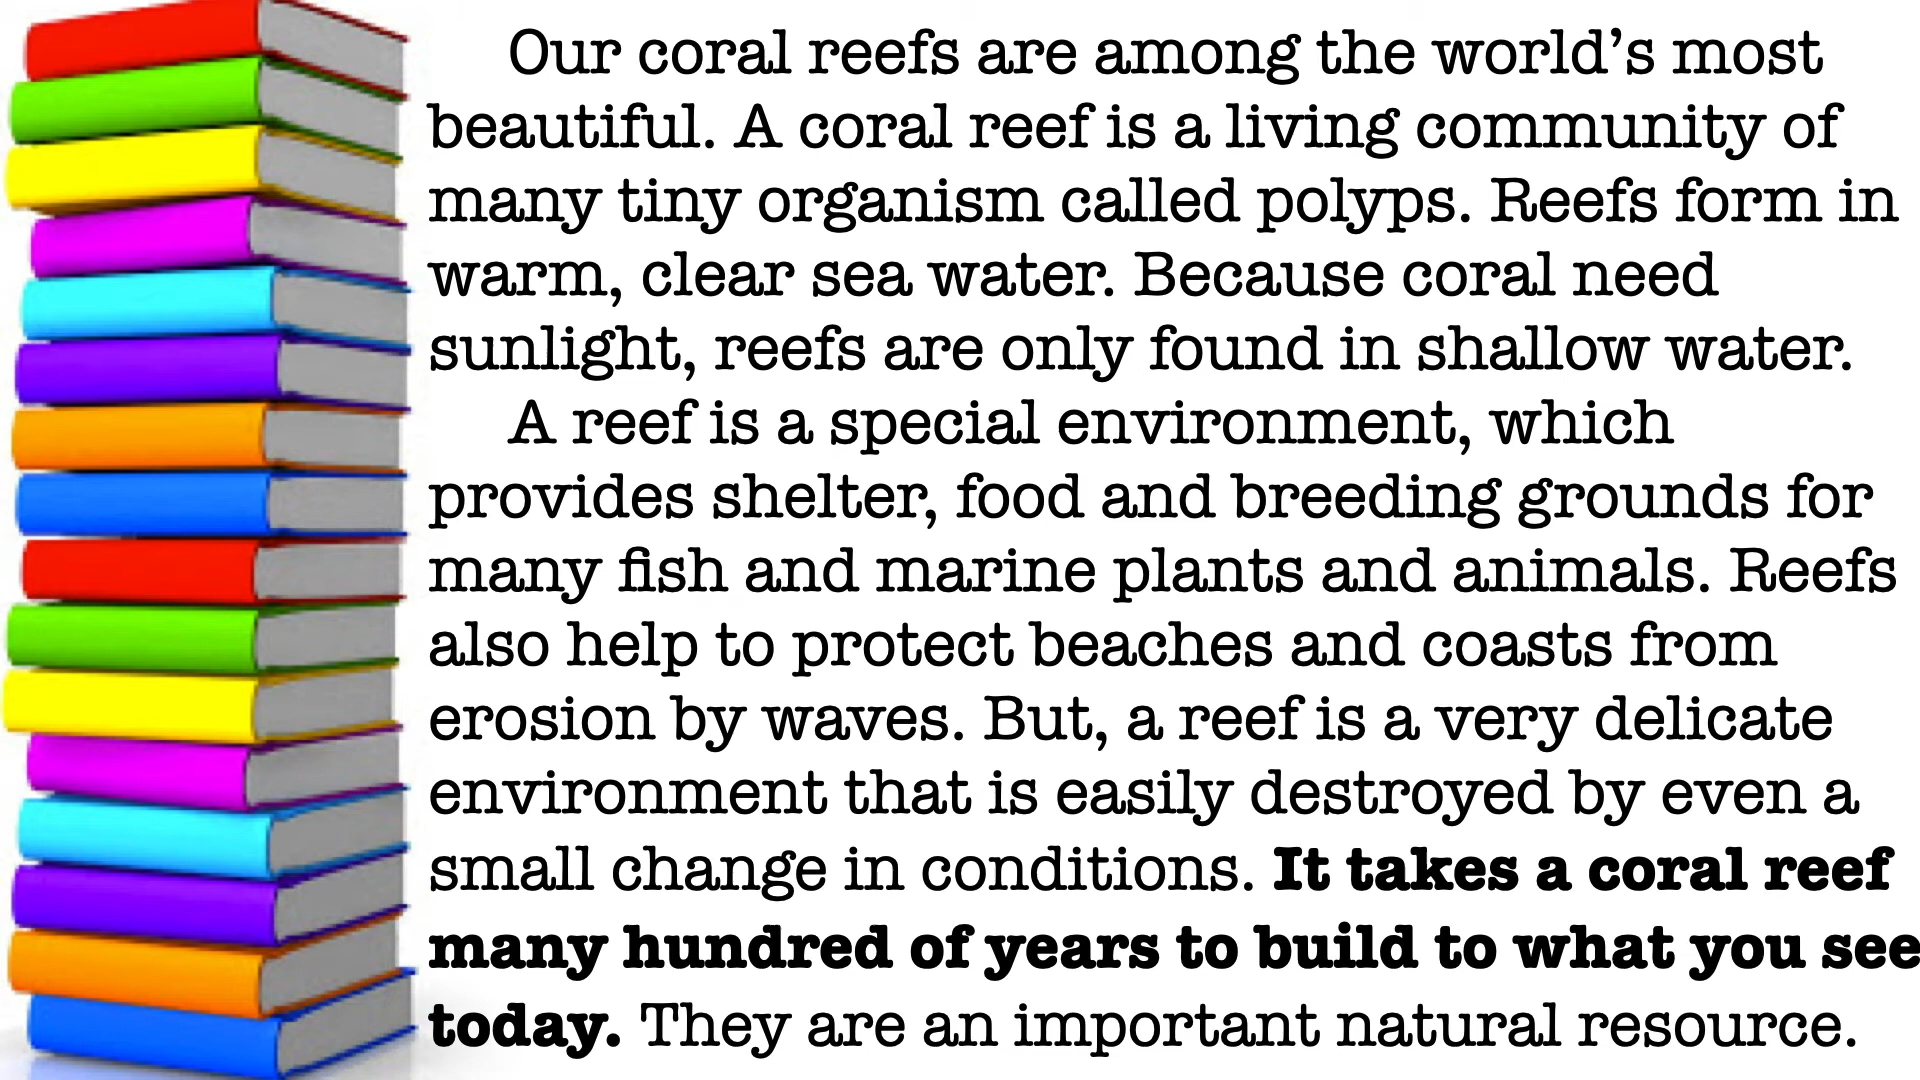 Our coral reefs are among the world’s most
beautiful. A coral reef is a living community of
many tiny organism called polyps. Reefs form in
warm, clear sea water. Because coral need
sunlight, reefs are only found in shallow water.
A reef is a special environment, which
provides shelter, food and breeding grounds for
many fish and marine plants and animals. Reefs
also help to protect beaches and coasts from
erosion by waves. But, a reef is a very delicate
environment that is easily destroyed by even a
small change in conditions. It takes a coral reef
many hundred of years to build to what you see
today. They are an important natural resource.